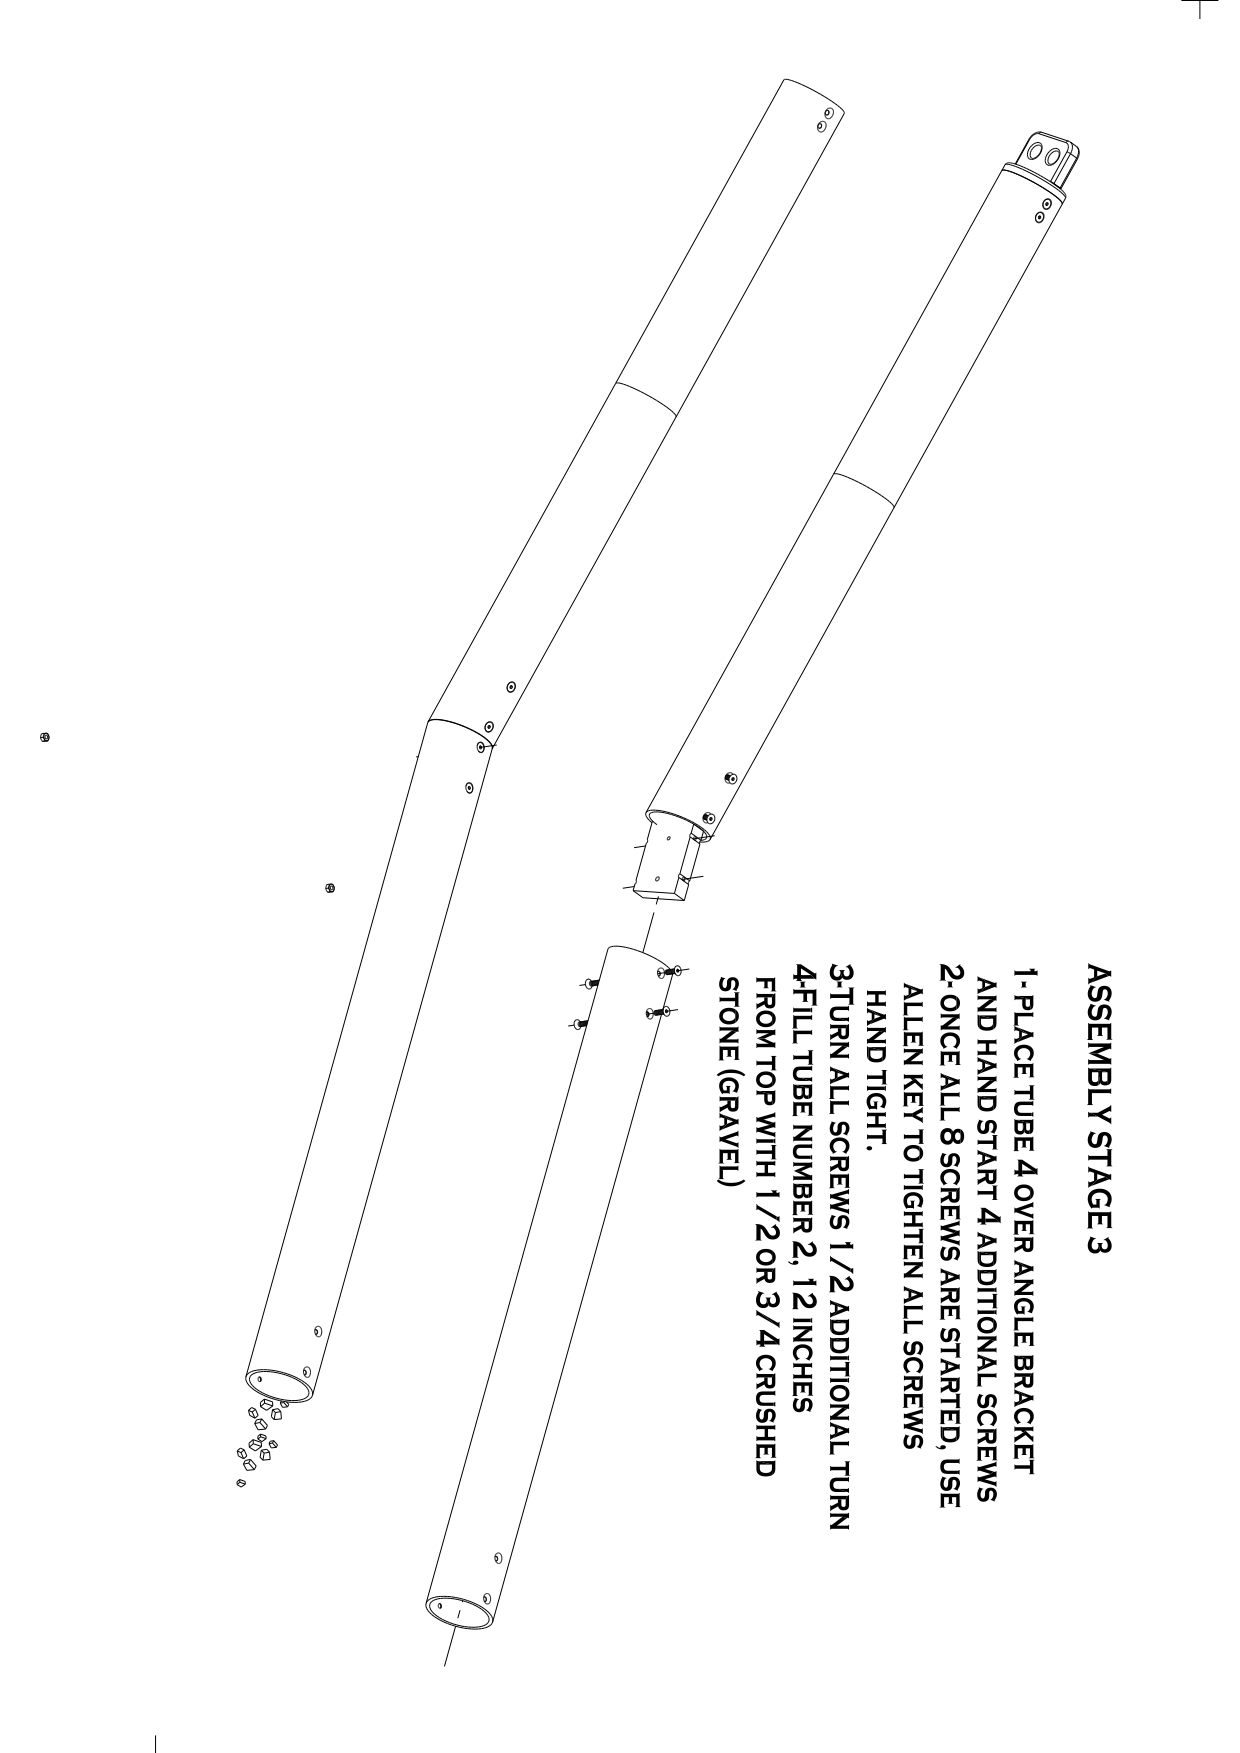 ASSEMBLY STAGE 3
1- PLACE TUBE 4 OVER ANGLE BRACKET
AND HAND START 4 ADDITIONAL SCREWS
2- ONCE ALL 8 SCREWS ARE STARTED, USE
ALLEN KEY TO TIGHTEN ALL SCREWS
HAND TIGHT.
3-TURN ALL SCREWS 1/2 ADDITIONAL TURN
4-FILL TUBE NUMBER 2, 12 INCHES
FROM TOP WITH 1/2 OR 3/4 CRUSHED
STONE (GRAVEL)